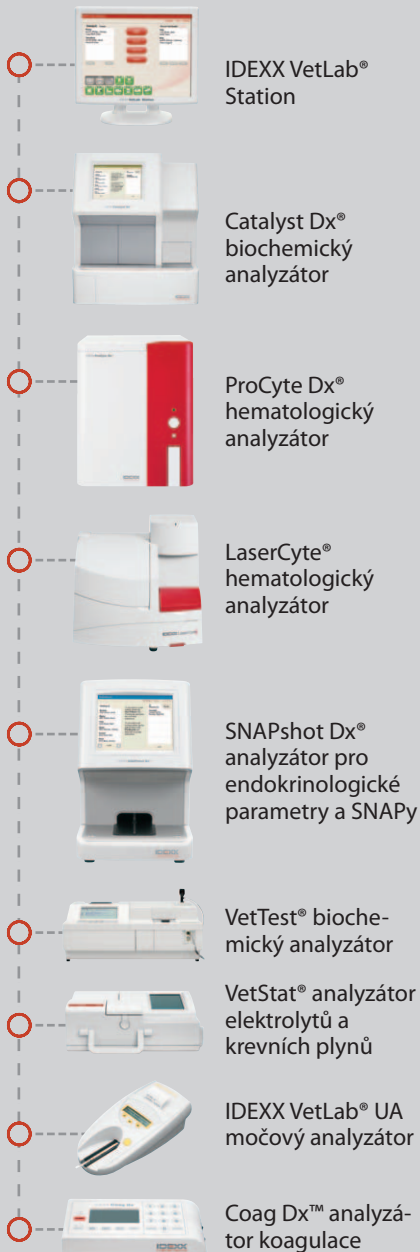 IDEXX VetLab®
Station
Catalyst Dx®
biochemický
analyzátor
ProCyte Dx®
hematologický
analyzátor
LaserCyte®
hematologický
analyzátor
SNAPshot Dx®
analyzátor pro
endokrinologické
parametry a SNAPy
VetTest® bioche-
mický analyzátor
VetStat® analyzátor
elektrolytů a
krevních plynů
IDEXX VetLab® UA
močový analyzátor
Coag Dx™ analyzá-
tor koagulace
IDEXX